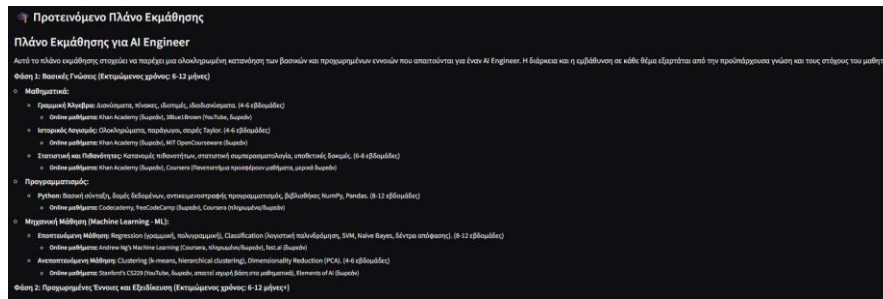 Προτεινόμενο Πλάνο Εκμάθησης
Πλάνο Εκμάθησης για AI Engineer
Αυτό το πλάνο εκμάθησης στοχεύει να παρέχει μια ολοκληρωμένη κατανόηση των βασικών και προχωρημένων εννοιών που απαιτούνται για έναν AI Engineer. Η διάρκεια και η εμβάθυνση σε κάθε θέμα εξαρτάται από την προϋπάρχουσα γνώση και τους στόχους του μαθητ
Φάση 1: Βασικές Γνώσεις (Εκτιμώμενος χρόνος: 6-12 μήνες)
Μαθηματικά:
Γραμμική Άλγεβρα: Διανύσματα, πίνακες, ιδιοτιμές, ιδιοδιανύσματα. (4-6 εβδομάδες)
Online μαθήματα: Khan Academy (δωρεάν), 3Blue1Brown (YouTube, δωρεάν)
Ιστορικός Λογισμός: Ολοκληρώματα, παράγωγοι, σειρές Taylor. (4-6 εβδομάδες)
Online μαθήματα: Khan Academy (δωρεάν), MIT OpenCourseware (δωρεάν)
Στατιστική και Πιθανότητες: Κατανομές πιθανοτήτων, στατιστική συμπερασματολογία, υποθετικές δοκιμές. (6-8 εβδομάδες)
Online μαθήματα: Khan Academy (δωρεάν), Coursera (Πανεπιστήμια προσφέρουν μαθήματα, μερικά δωρεάν)
Προγραμματισμός:
Python: Βασική σύνταξη, δομές δεδομένων, αντικειμενοστραφής προγραμματισμός, βιβλιοθήκες NumPy, Pandas. (8-12 εβδομάδες)
Online μαθήματα: Codecademy, freeCodeCamp (δωρεάν), Coursera (πληρωμένα/δωρεάν)
Μηχανική Μάθηση (Machine Learning - ML):
Εποπτευόμενη Μάθηση: Regression (γραμμική, πολυγραμμική), Classification (λογιστική παλινδρόμηση, SVM, Naive Bayes, δέντρα απόφασης). (8-12 εβδομάδες)
Online μαθήματα: Andrew Ng's Machine Learning (Coursera, πληρωμένο/δωρεάν), fast.ai (δωρεάν)
Ανεποπτευόμενη Μάθηση: Clustering (k-means, hierarchical clustering), Dimensionality Reduction (PCA). (4-6 εβδομάδες)
Online μαθήματα: Stanford's CS229 (YouTube, δωρεάν, απαιτεί ισχυρή βάση στα μαθηματικά), Elements of AI (δωρεάν)
Φάση 2: Προχωρημένες Έννοιες και Εξειδίκευση (Εκτιμώμενος χρόνος: 6-12 μήνες+)